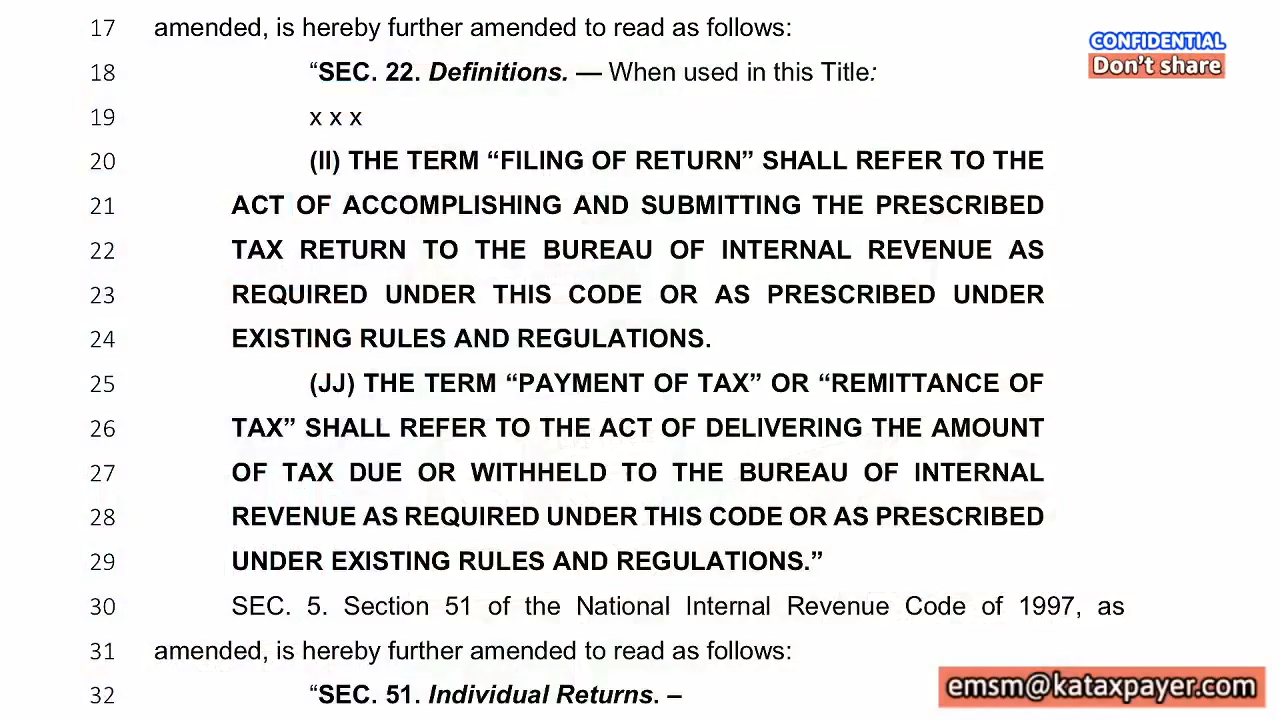 17 amended, is hereby further amended to read as follows:
CONFIDENTIAL
Don't share
18 “SEC. 22. Definitions. — When used in this Title:
19 x x x
20 (II) THE TERM “FILING OF RETURN” SHALL REFER TO THE
21 ACT OF ACCOMPLISHING AND SUBMITTING THE PRESCRIBED
22 TAX RETURN TO THE BUREAU OF INTERNAL REVENUE AS
23 REQUIRED UNDER THIS CODE OR AS PRESCRIBED UNDER
24 EXISTING RULES AND REGULATIONS.
25 (JJ) THE TERM “PAYMENT OF TAX” OR “REMITTANCE OF
26 TAX” SHALL REFER TO THE ACT OF DELIVERING THE AMOUNT
27 OF TAX DUE OR WITHHELD TO THE BUREAU OF INTERNAL
28 REVENUE AS REQUIRED UNDER THIS CODE OR AS PRESCRIBED
29 UNDER EXISTING RULES AND REGULATIONS.”
30 SEC. 5. Section 51 of the National Internal Revenue Code of 1997, as
31 amended, is hereby further amended to read as follows:
32 “SEC. 51. Individual Returns. –
emsm@kataxpayer.com